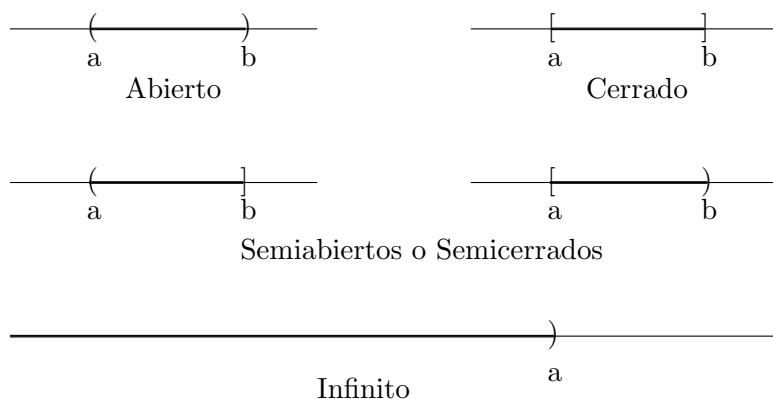 ( ) [ ]
a b a b
Abierto Cerrado
( ] [ )
a b a b
Semiabiertos o Semicerrados
)
a
Infinito